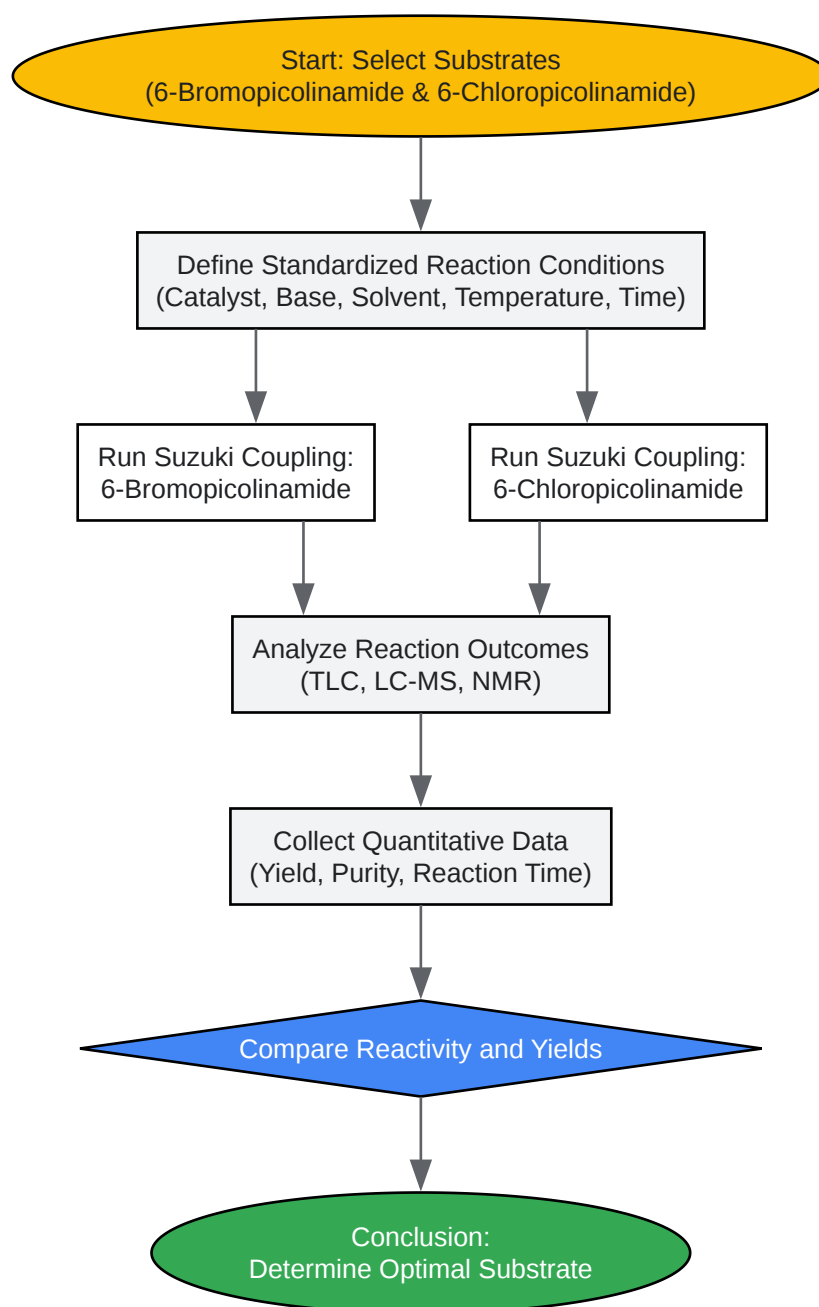 Start: Select Substrates
(6-Bromopicolinamide & 6-Chloropicolinamide)
Define Standardized Reaction Conditions
(Catalyst, Base, Solvent, Temperature, Time)
Run Suzuki Coupling:
6-Bromopicolinamide
Run Suzuki Coupling:
6-Chloropicolinamide
Analyze Reaction Outcomes
(TLC, LC-MS, NMR)
Collect Quantitative Data
(Yield, Purity, Reaction Time)
Compare Reactivity and Yields
Conclusion:
Determine Optimal Substrate